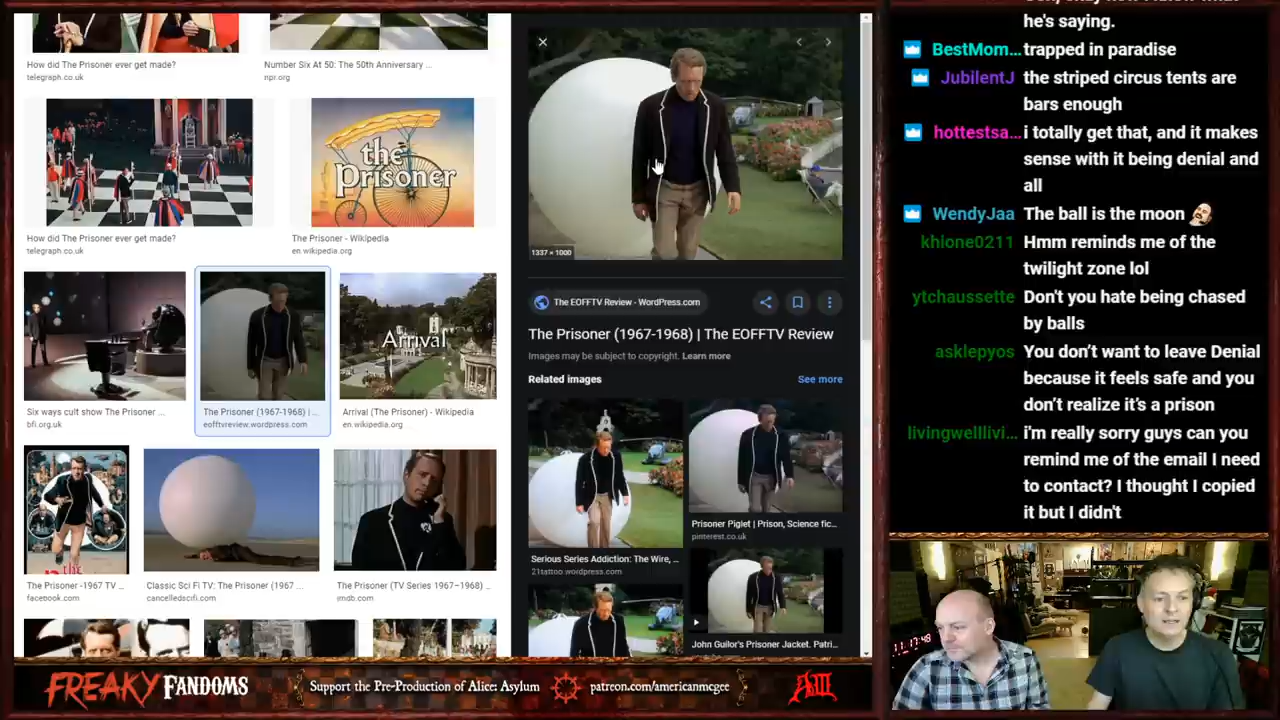 How did The Prisoner ever get made?
telegraph.co.uk
Number Six At 50: The 50th Anniversary ...
npr.org
the
Prisoner
How did The Prisoner ever get made?
telegraph.co.uk
The Prisoner - Wikipedia
en.wikipedia.org
Arrival
Six ways cult show The Prisoner ...
bfi.org.uk
The Prisoner (1967-1968) | ...
eofftvreview.wordpress.com
Arrival (The Prisoner) - Wikipedia
en.wikipedia.org
the
The Prisoner -1967 TV ...
facebook.com
Classic Sci Fi TV: The Prisoner (1967 ...
cancelledscifi.com
The Prisoner (TV Series 1967–1968) ...
imdb.com
1337 × 1000
The EOFFTV Review - WordPress.com
The Prisoner (1967-1968) | The EOFFTV Review
Images may be subject to copyright. Learn more
Related images
See more
Serious Series Addiction: The Wire, ...
21tattoo.wordpress.com
Prisoner Piglet | Prison, Science fic...
pinterest.co.uk
John Guilor's Prisoner Jacket. Patri...
he's saying.
BestMom... trapped in paradise
JubilentJ the striped circus tents are
bars enough
hottestsa... i totally get that, and it makes
sense with it being denial and
all
WendyJaa The ball is the moon
khione0211 Hmm reminds me of the
twilight zone lol
ytchaussette Don't you hate being chased
by balls
asklepyos You don't want to leave Denial
because it feels safe and you
don't realize it's a prison
livingwelllivi... i'm really sorry guys can you
remind me of the email I need
to contact? I thought I copied
it but I didn't
FREAKY FANDOMS
Support the Pre-Production of Alice: Asylum
patreon.com/americanmcgee